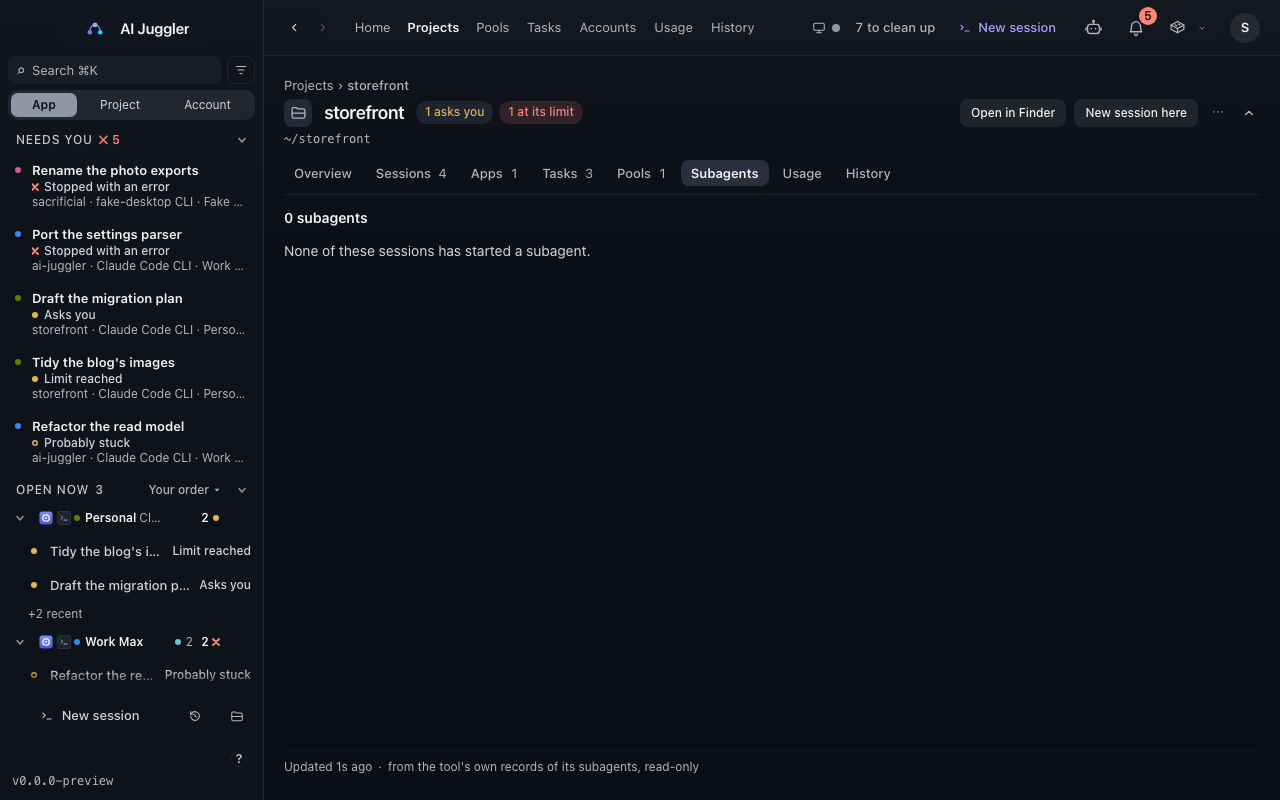 AI Juggler
Search ⌘K
App Project Account
NEEDS YOU 5
Rename the photo exports
Stopped with an error
sacrificial · fake-desktop CLI · Fake ...
Port the settings parser
Stopped with an error
ai-juggler · Claude Code CLI · Work ...
Draft the migration plan
Asks you
storefront · Claude Code CLI · Perso...
Tidy the blog's images
Limit reached
storefront · Claude Code CLI · Perso...
Refactor the read model
Probably stuck
ai-juggler · Claude Code CLI · Work ...
OPEN NOW 3 Your order
Personal Cl... 2
Tidy the blog's i... Limit reached
Draft the migration p... Asks you
+2 recent
Work Max 2 2
Refactor the re... Probably stuck
New session
?
v0.0.0-preview
Home Projects Pools Tasks Accounts Usage History 7 to clean up New session 5 S
Projects › storefront
storefront 1 asks you 1 at its limit Open in Finder New session here ···
~/storefront
Overview Sessions 4 Apps 1 Tasks 3 Pools 1 Subagents Usage History
0 subagents
None of these sessions has started a subagent.
Updated 1s ago · from the tool's own records of its subagents, read-only